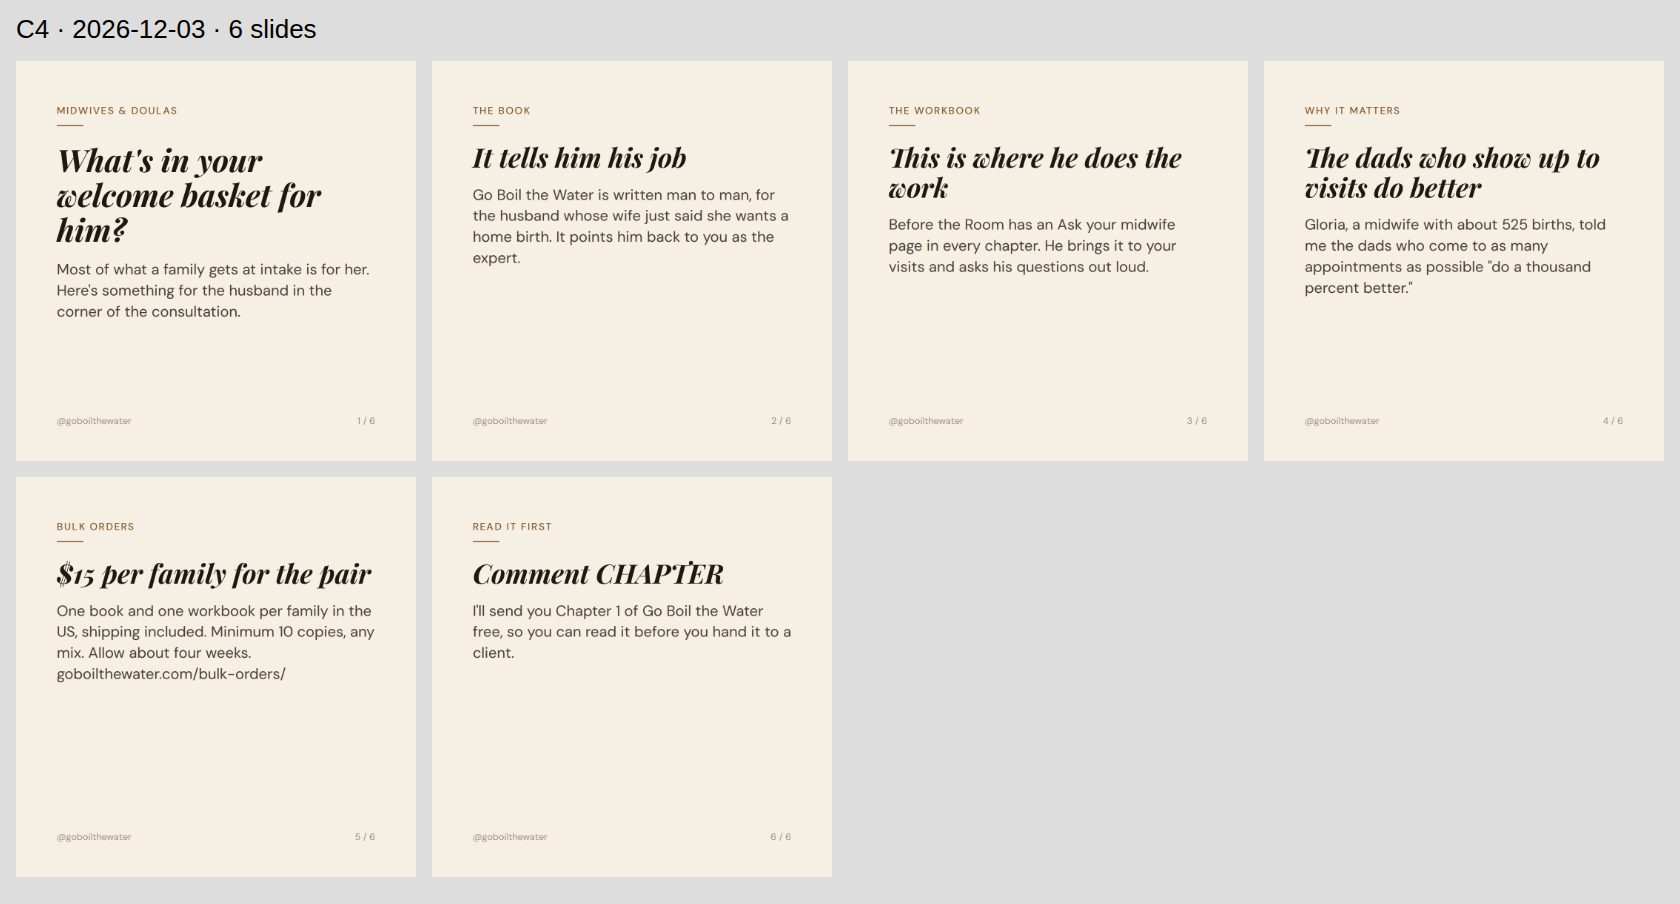 C4 · 2026-12-03 · 6 slides
MIDWIVES & DOULAS
What's in your
welcome basket for
him?
Most of what a family gets at intake is for her.
Here's something for the husband in the
corner of the consultation.
@goboilthewater
1 / 6
THE BOOK
It tells him his job
Go Boil the Water is written man to man, for
the husband whose wife just said she wants a
home birth. It points him back to you as the
expert.
@goboilthewater
2 / 6
THE WORKBOOK
This is where he does the
work
Before the Room has an Ask your midwife
page in every chapter. He brings it to your
visits and asks his questions out loud.
@goboilthewater
3 / 6
WHY IT MATTERS
The dads who show up to
visits do better
Gloria, a midwife with about 525 births, told
me the dads who come to as many
appointments as possible "do a thousand
percent better."
@goboilthewater
4 / 6
BULK ORDERS
$15 per family for the pair
One book and one workbook per family in the
US, shipping included. Minimum 10 copies, any
mix. Allow about four weeks.
goboilthewater.com/bulk-orders/
@goboilthewater
5 / 6
READ IT FIRST
Comment CHAPTER
I'll send you Chapter 1 of Go Boil the Water
free, so you can read it before you hand it to a
client.
@goboilthewater
6 / 6